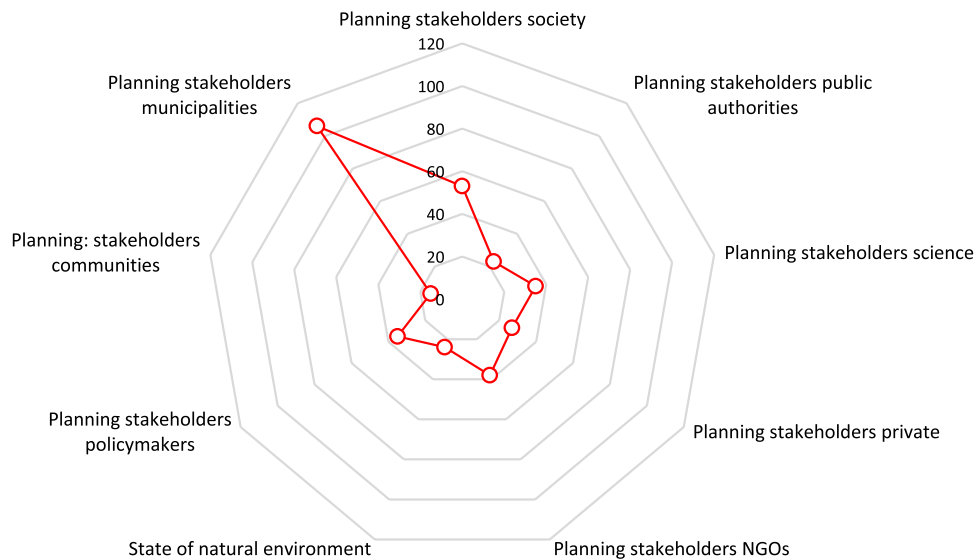 Planning stakeholders society
120
Planning stakeholders
municipalities
Planning stakeholders public
authorities
100
80
60
40
20
0
Planning: stakeholders
communities
Planning stakeholders science
Planning stakeholders
policymakers
Planning stakeholders private
State of natural environment
Planning stakeholders NGOs